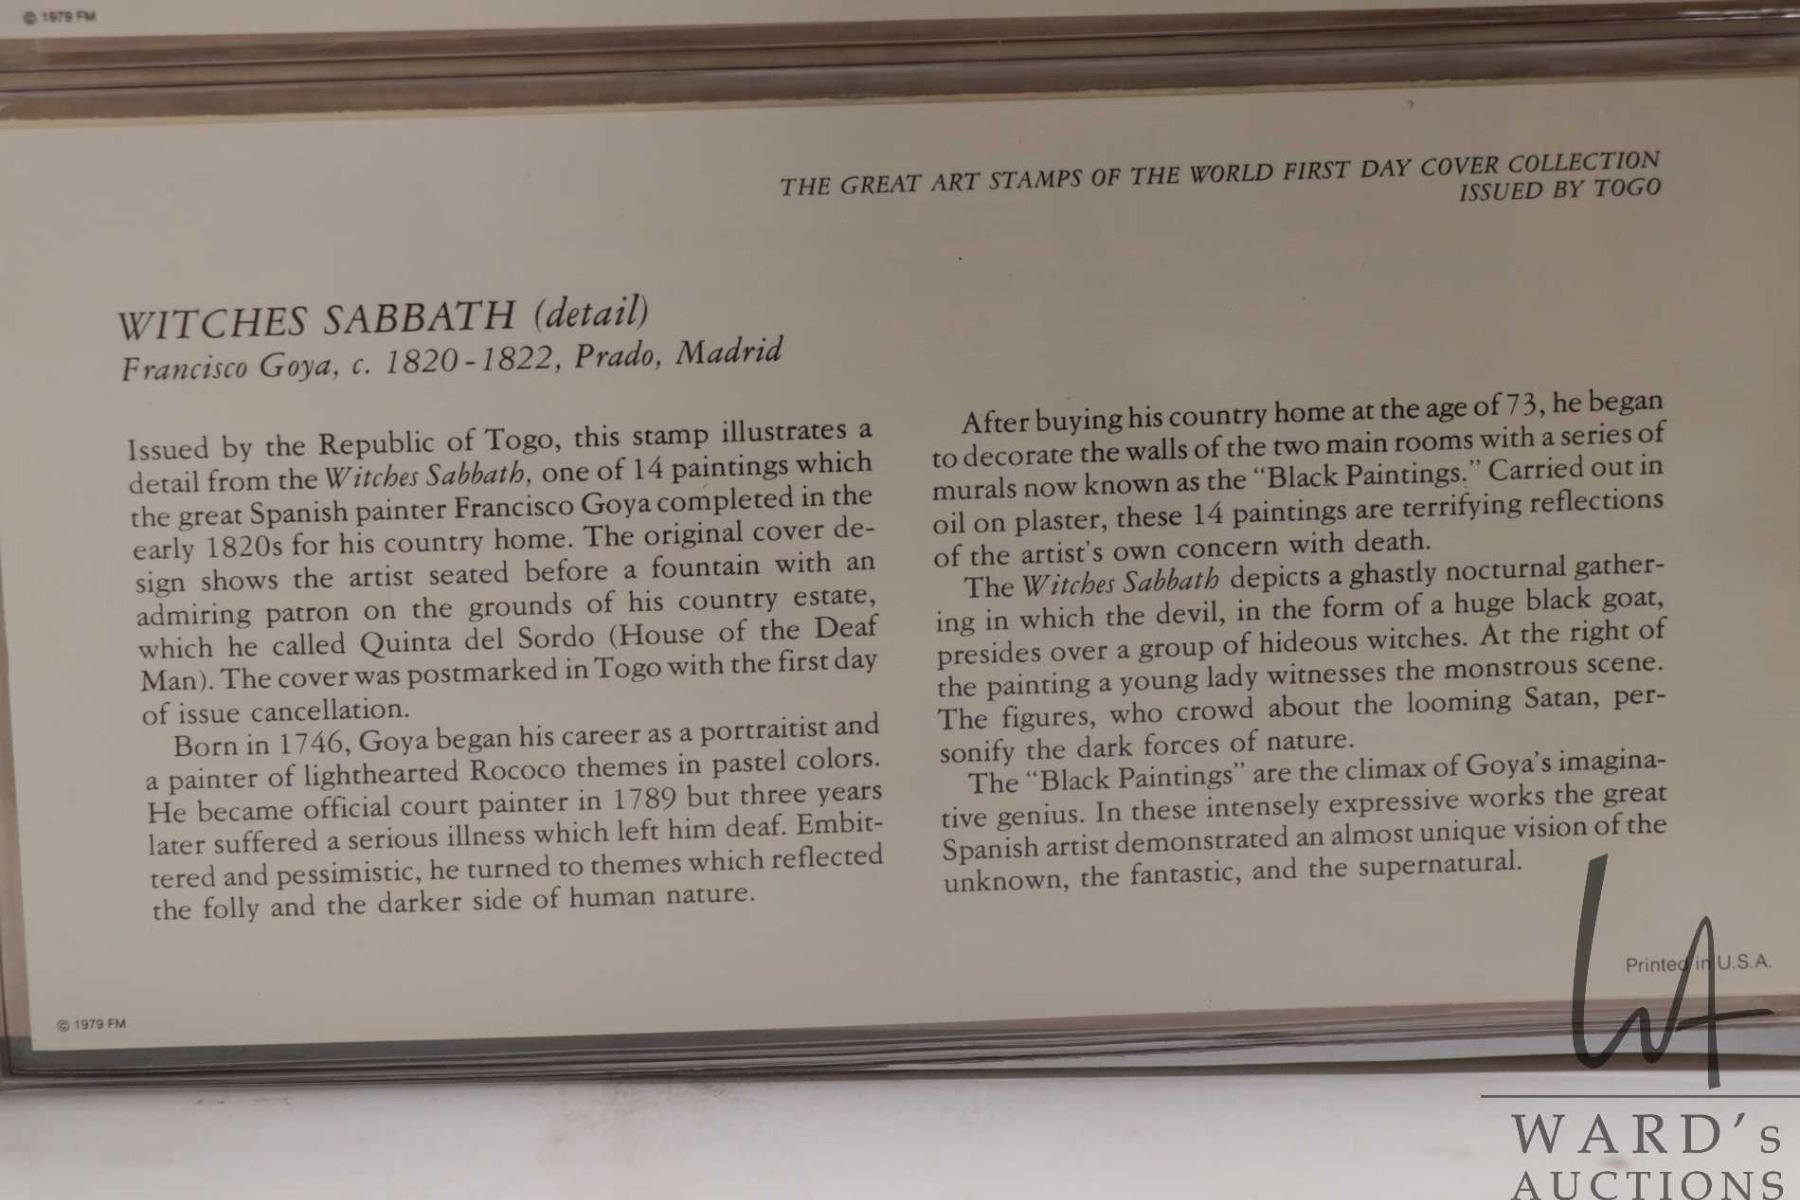 © 1979 FM
THE GREAT ART STAMPS OF THE WORLD FIRST DAY COVER COLLECTION
ISSUED BY TOGO
WITCHES SABBATH (detail)
Francisco Goya, c. 1820-1822, Prado, Madrid
Issued by the Republic of Togo, this stamp illustrates a
detail from the Witches Sabbath, one of 14 paintings which
the great Spanish painter Francisco Goya completed in the
early 1820s for his country home. The original cover de-
sign shows the artist seated before a fountain with an
admiring patron on the grounds of his country estate,
which he called Quinta del Sordo (House of the Deaf
Man). The cover was postmarked in Togo with the first day
of issue cancellation.
Born in 1746, Goya began his career as a portraitist and
a painter of lighthearted Rococo themes in pastel colors.
He became official court painter in 1789 but three years
later suffered a serious illness which left him deaf. Embit-
tered and pessimistic, he turned to themes which reflected
the folly and the darker side of human nature.
After buying his country home at the age of 73, he began
to decorate the walls of the two main rooms with a series of
murals now known as the "Black Paintings." Carried out in
oil on plaster, these 14 paintings are terrifying reflections
of the artist's own concern with death.
The Witches Sabbath depicts a ghastly nocturnal gather-
ing in which the devil, in the form of a huge black goat,
presides over a group of hideous witches. At the right of
the painting a young lady witnesses the monstrous scene.
The figures, who crowd about the looming Satan, per-
sonify the dark forces of nature.
The "Black Paintings" are the climax of Goya's imagina-
tive genius. In these intensely expressive works the great
Spanish artist demonstrated an almost unique vision of the
unknown, the fantastic, and the supernatural.
Printed in U.S.A.
© 1979 FM
WA
WARD's
AUCTIONS